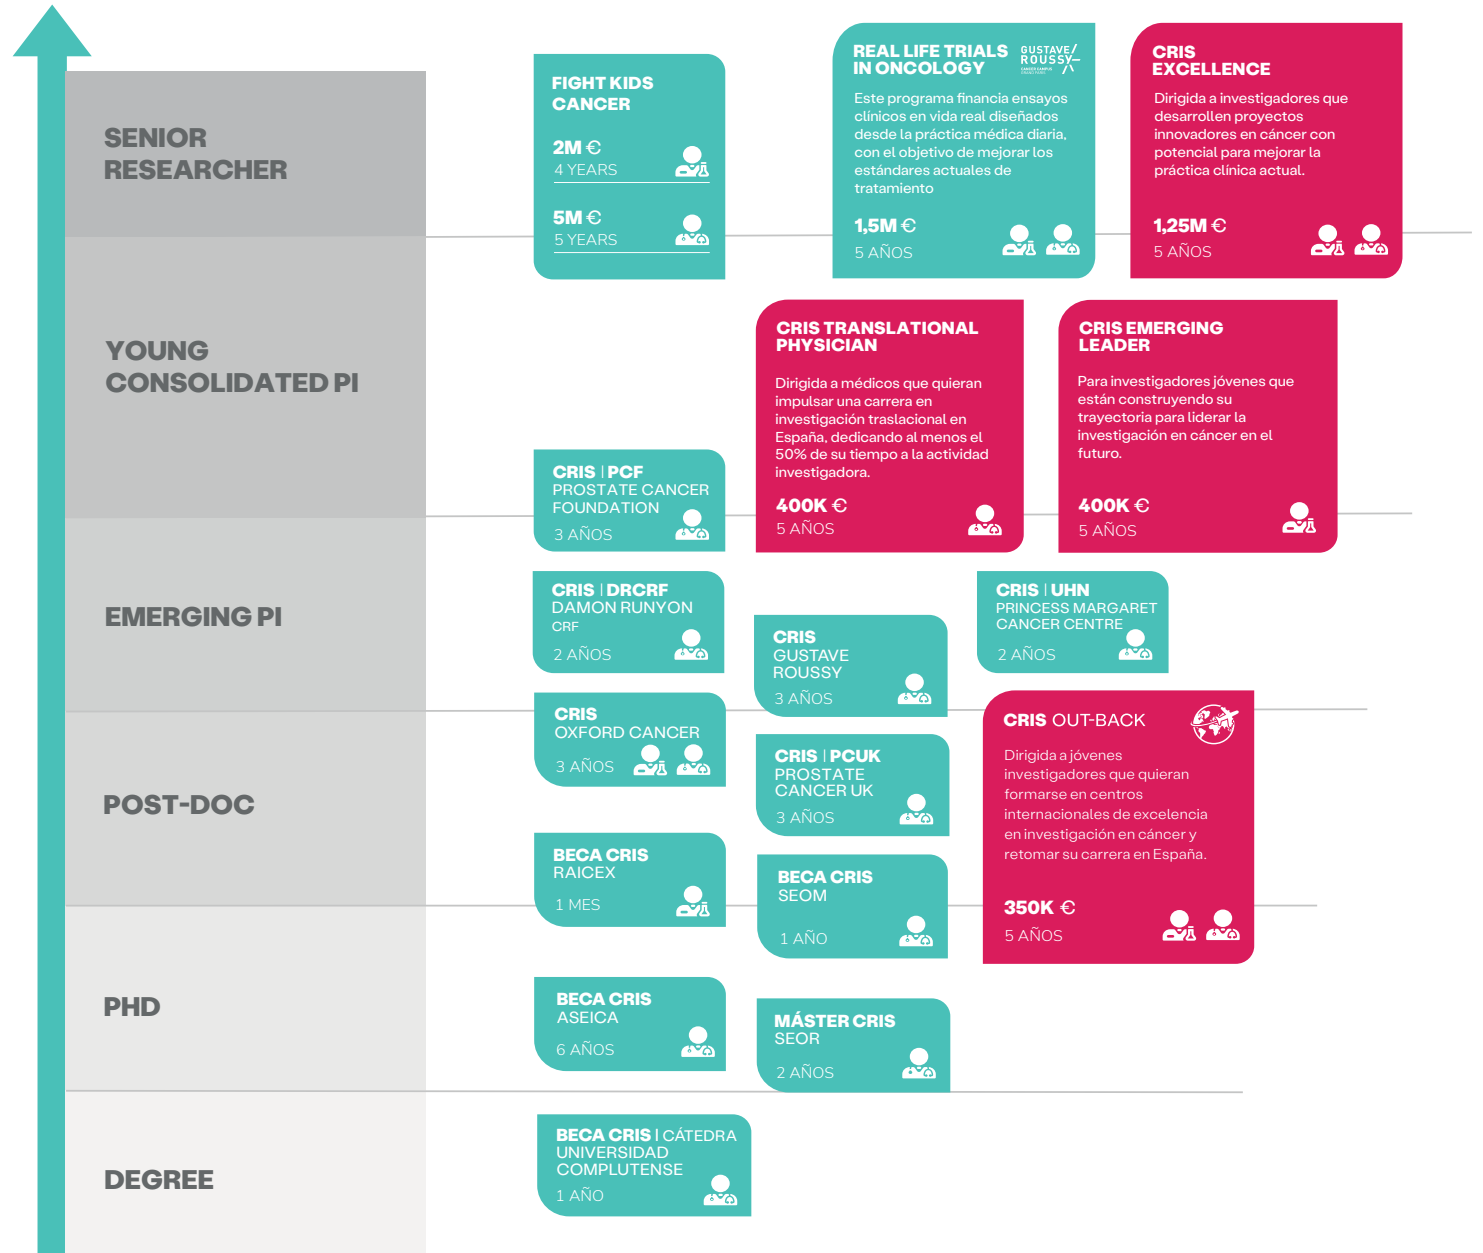 SENIOR
RESEARCHER
FIGHT KIDS
CANCER
2M €
4 YEARS
5M €
5 YEARS
REAL LIFE TRIALS
IN ONCOLOGY
GUSTAVE/
ROUSSY
CANCER CAMPUS
GRAND PARIS
Este programa financia ensayos
clínicos en vida real diseñados
desde la práctica médica diaria,
con el objetivo de mejorar los
estándares actuales de
tratamiento
1,5M €
5 AÑOS
CRIS
EXCELLENCE
Dirigida a investigadores que
desarrollen proyectos
innovadores en cáncer con
potencial para mejorar la
práctica clínica actual.
1,25M €
5 AÑOS
YOUNG
CONSOLIDATED PI
CRIS TRANSLATIONAL
PHYSICIAN
Dirigida a médicos que quieran
impulsar una carrera en
investigación traslacional en
España, dedicando al menos el
50% de su tiempo a la actividad
investigadora.
400K €
5 AÑOS
CRIS EMERGING
LEADER
Para investigadores jóvenes que
están construyendo su
trayectoria para liderar la
investigación en cáncer en el
futuro.
400K €
5 AÑOS
CRIS | PCF
PROSTATE CANCER
FOUNDATION
3 AÑOS
EMERGING PI
CRIS | DRCRF
DAMON RUNYON
CRF
2 AÑOS
CRIS
GUSTAVE
ROUSSY
3 AÑOS
CRIS | UHN
PRINCESS MARGARET
CANCER CENTRE
2 AÑOS
POST-DOC
CRIS
OXFORD CANCER
3 AÑOS
CRIS | PCUK
PROSTATE
CANCER UK
3 AÑOS
CRIS OUT-BACK
Dirigida a jóvenes
investigadores que quieran
formarse en centros
internacionales de excelencia
en investigación en cáncer y
retomar su carrera en España.
350K €
5 AÑOS
BECA CRIS
RAICEX
1 MES
BECA CRIS
SEOM
1 AÑO
PHD
BECA CRIS
ASEICA
6 AÑOS
MÁSTER CRIS
SEOR
2 AÑOS
DEGREE
BECA CRIS | CÁTEDRA
UNIVERSIDAD
COMPLUTENSE
1 AÑO